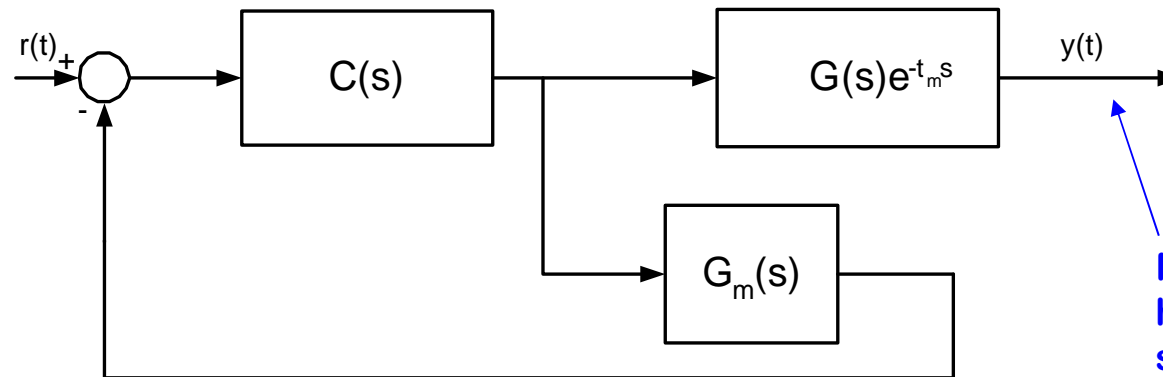 r(t)
+
-
C(s)
G(s)e^{-t_m s}
y(t)
G_m(s)